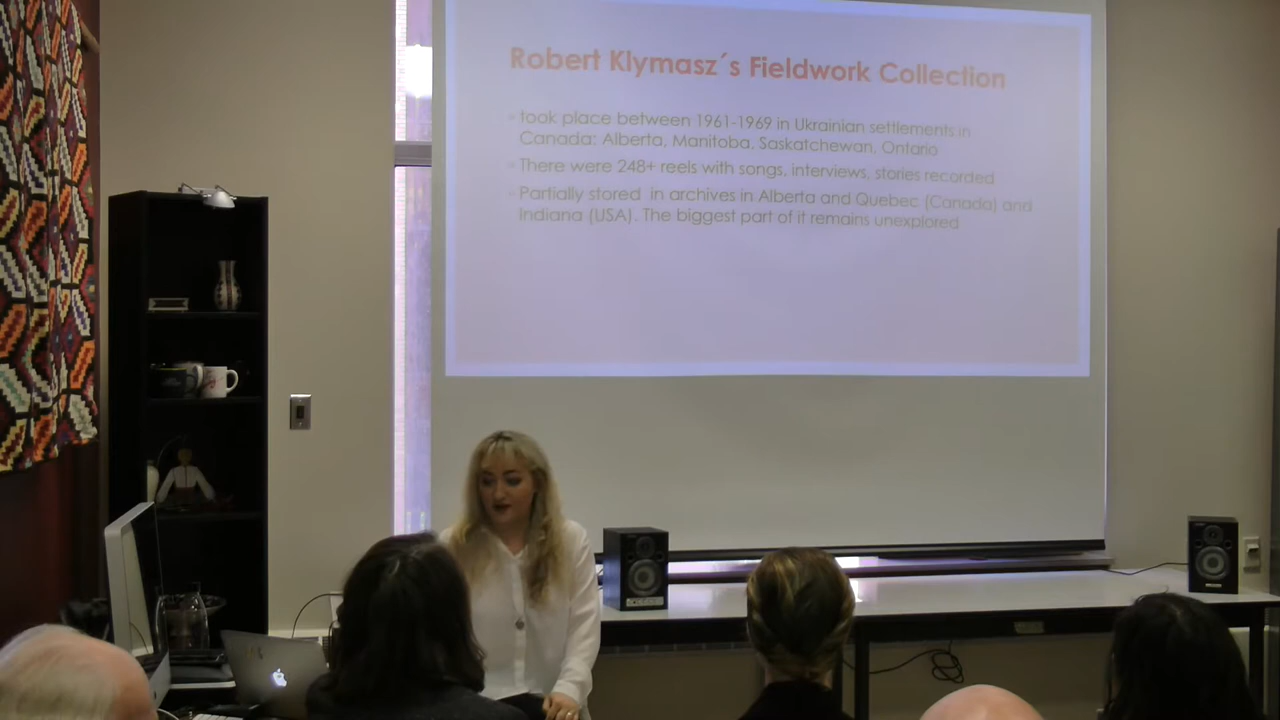 Robert Klymasz´s Fieldwork Collection
took place between 1961-1969 in Ukrainian settlements in
Canada: Alberta, Manitoba, Saskatchewan, Ontario
There were 248+ reels with songs, interviews, stories recorded
Partially stored in archives in Alberta and Quebec (Canada) and
Indiana (USA). The biggest part of it remains unexplored